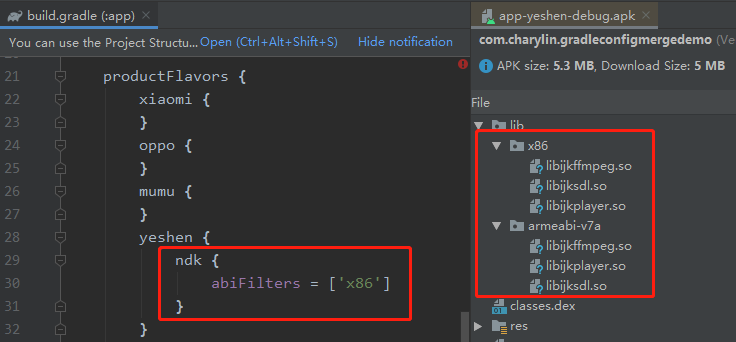 build.gradle (:app)
You can use the Project Structu... Open (Ctrl+Alt+Shift+S) Hide notification
21 productFlavors {
22 xiaomi {
23 }
24 oppo {
25 }
26 mumu {
27 }
28 yeshen {
29 ndk {
30 abiFilters = ['x86']
31 }
32 }
app-yeshen-debug.apk
com.charylin.gradleconfigmergedemo (Ve
APK size: 5.3 MB, Download Size: 5 MB
File
lib
x86
libijkffmpeg.so
libijksdl.so
libijkplayer.so
armeabi-v7a
libijkffmpeg.so
libijkplayer.so
libijksdl.so
classes.dex
res